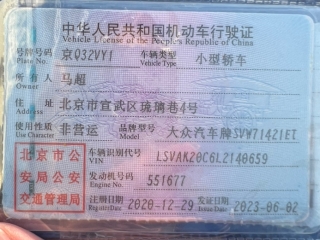 中华人民共和国机动车行驶证
Vehicle License of the People's Republic of China
号牌号码 京Q3ZVY1 车辆类型 小型轿车
Plate No. Vehicle Type
所有人 马超
Owner
住址 北京市宣武区琉璃巷4号
Address
使用性质 非营运 品牌型号 大众汽车牌SVW71421ET
Use Character Model
北京市公 车辆识别代号 LSVAK20C6L2140659
VIN
安局公安 发动机号码 551677
Engine No.
交通管理局 注册日期 2020-12-29 发证日期 2023-06-02
Register Date Issue Date